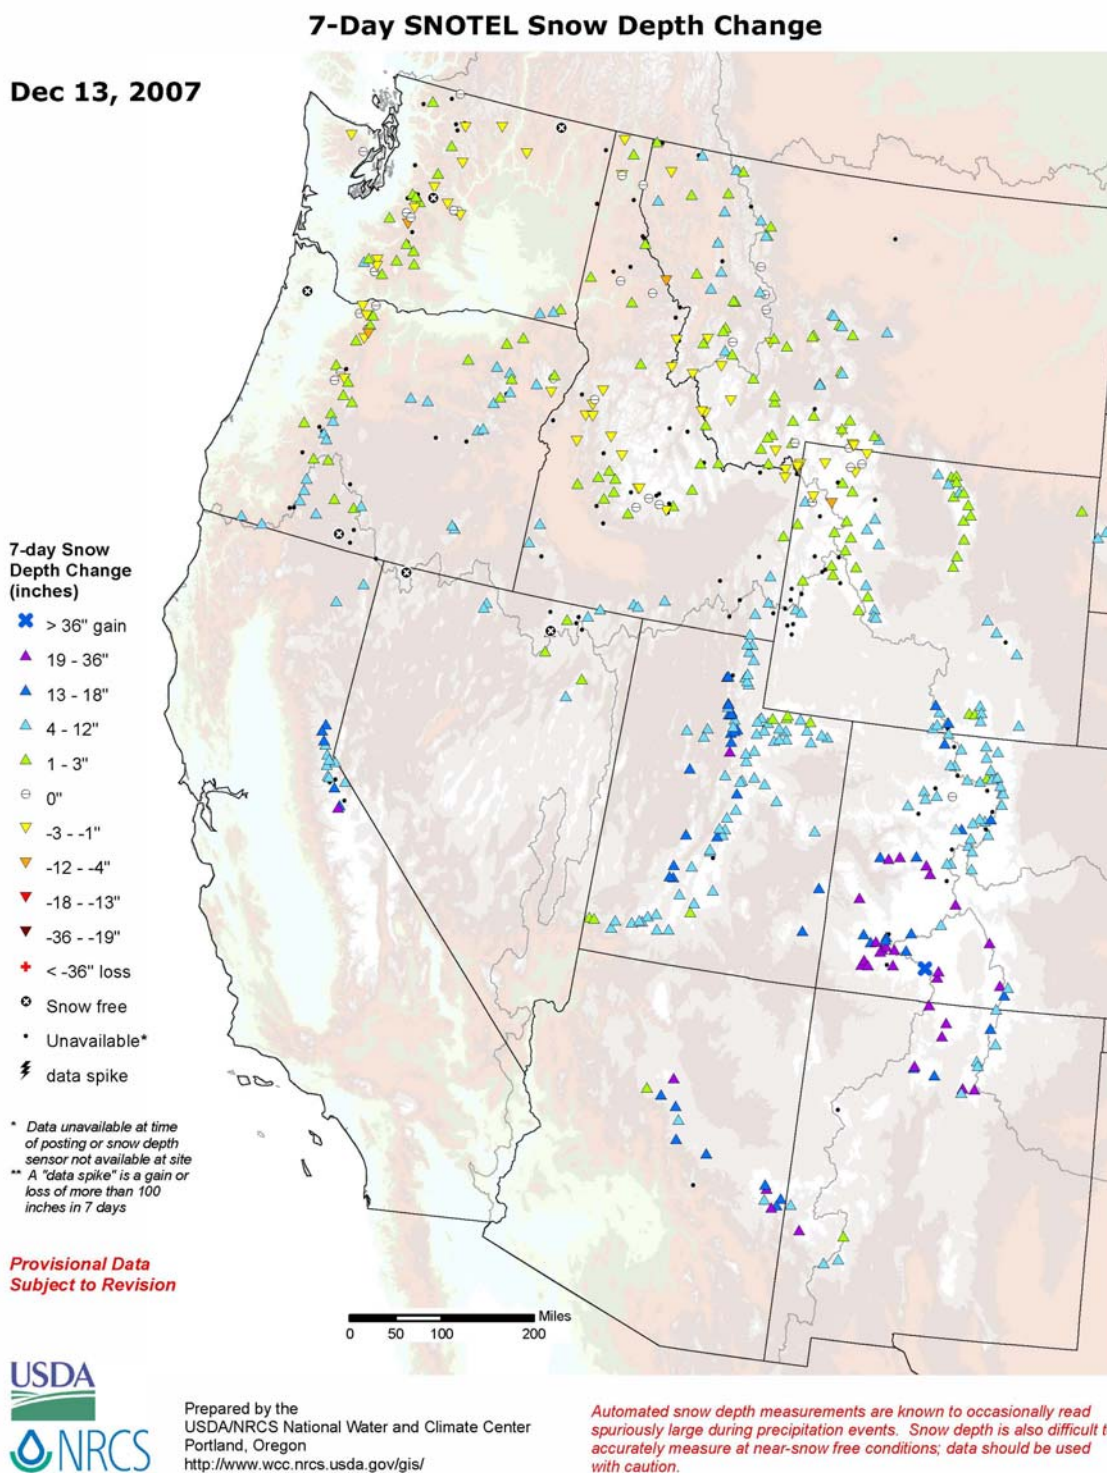 7-Day SNOTEL Snow Depth Change
Dec 13, 2007
7-day Snow
Depth Change
(inches)
> 36" gain
19 - 36"
13 - 18"
4 - 12"
1 - 3"
0"
-3 - -1"
-12 - -4"
-18 - -13"
-36 - -19"
< -36" loss
Snow free
Unavailable*
data spike
* Data unavailable at time
of posting or snow depth
sensor not available at site
** A "data spike" is a gain or
loss of more than 100
inches in 7 days
Provisional Data
Subject to Revision
Miles
0 50 100 200
USDA
NRCS
Prepared by the
USDA/NRCS National Water and Climate Center
Portland, Oregon
http://www.wcc.nrcs.usda.gov/gis/
Automated snow depth measurements are known to occasionally read
spuriously large during precipitation events. Snow depth is also difficult t
accurately measure at near-snow free conditions; data should be used
with caution.